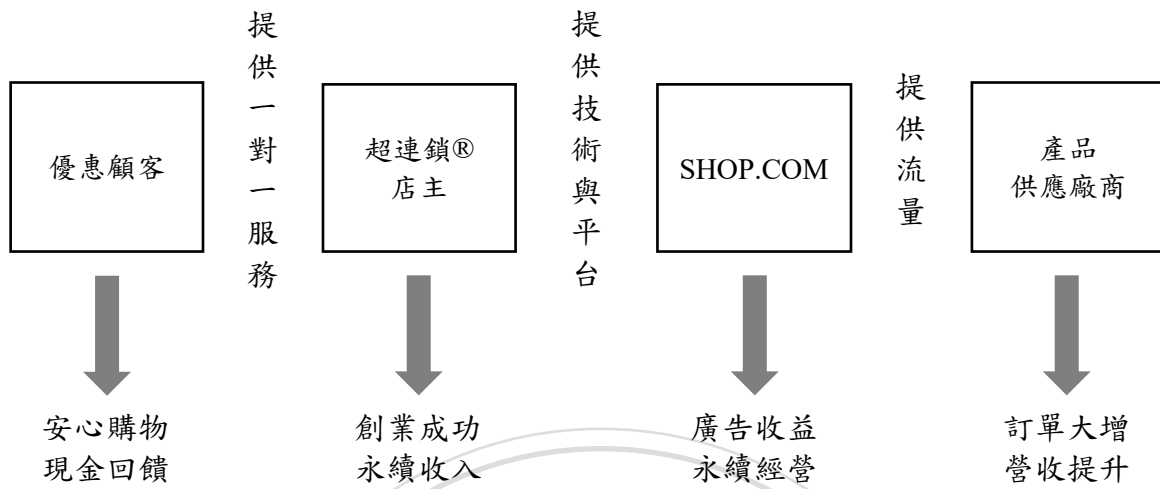 優惠顧客
提供一對一服務
超連鎖®
店主
提供技術與平台
SHOP.COM
提供流量
產品
供應廠商
安心購物
現金回饋
創業成功
永續收入
廣告收益
永續經營
訂單大增
營收提升